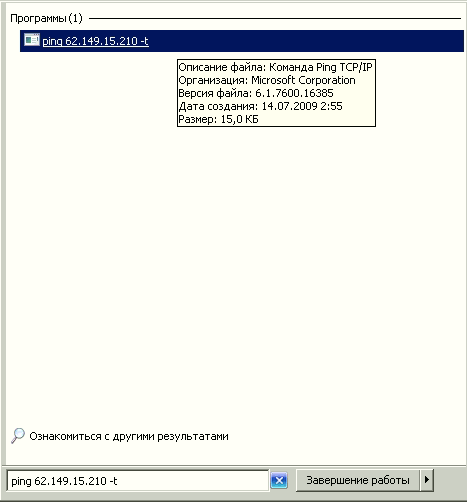 Программы (1)
ping 62.149.15.210 -t
Описание файла: Команда Ping TCP/IP
Организация: Microsoft Corporation
Версия файла: 6.1.7600.16385
Дата создания: 14.07.2009 2:55
Размер: 15,0 КБ
Ознакомиться с другими результатами
ping 62.149.15.210 -t
Завершение работы